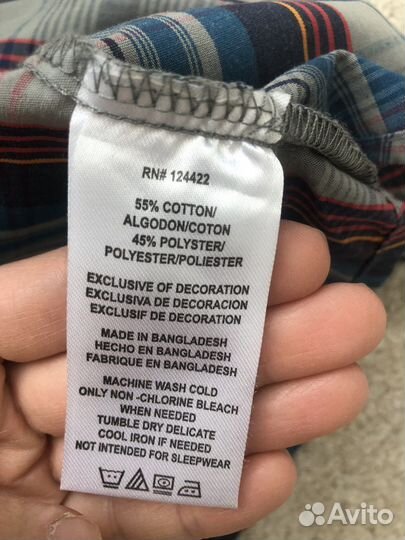 RN# 124422
55% COTTON/
ALGODON/COTON
45% POLYSTER/
POLYESTER/POLIESTER
EXCLUSIVE OF DECORATION
EXCLUSIVA DE DECORACION
EXCLUSIF DE DECORATION
MADE IN BANGLADESH
HECHO EN BANGLADESH
FABRIQUE EN BANGLADESH
MACHINE WASH COLD
ONLY NON -CHLORINE BLEACH
WHEN NEEDED
TUMBLE DRY DELICATE
COOL IRON IF NEEDED
NOT INTENDED FOR SLEEPWEAR
Avito